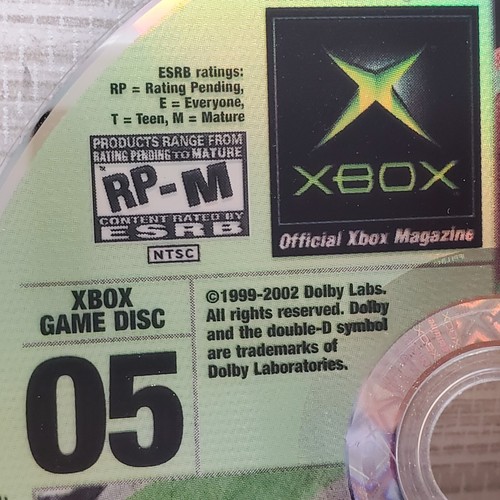 ESRB ratings:
RP = Rating Pending,
E = Everyone,
T = Teen, M = Mature
PRODUCTS RANGE FROM
RATING PENDING TO MATURE
RP-M
CONTENT RATED BY
ESRB
NTSC
XBOX
Official Xbox Magazine
XBOX
GAME DISC
05
©1999-2002 Dolby Labs.
All rights reserved. Dolby
and the double-D symbol
are trademarks of
Dolby Laboratories.